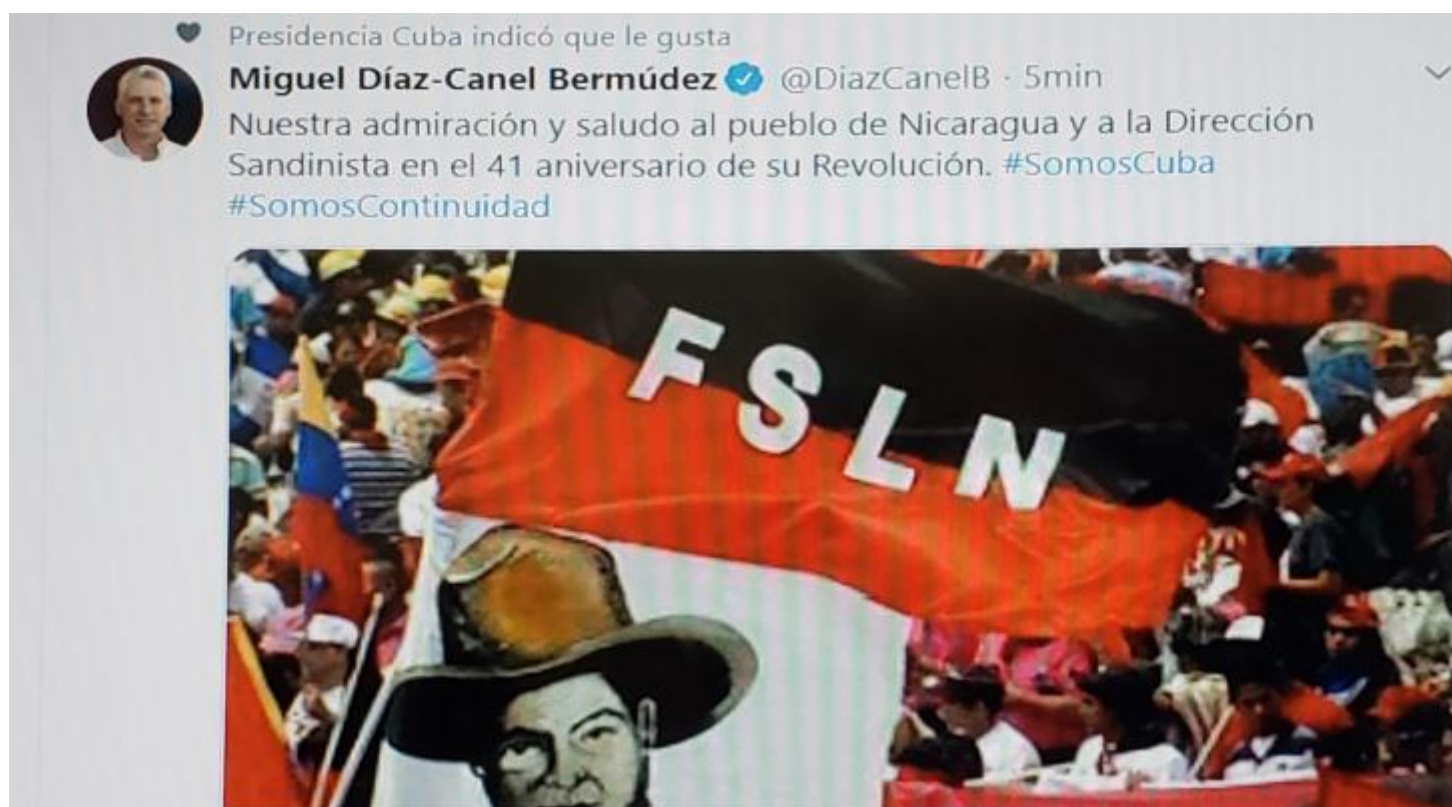 Presidencia Cuba indicó que le gusta
Miguel Díaz-Canel Bermúdez @DiazCanelB · 5min
Nuestra admiración y saludo al pueblo de Nicaragua y a la Dirección
Sandinista en el 41 aniversario de su Revolución. #SomosCuba
#SomosContinuidad
FSLN